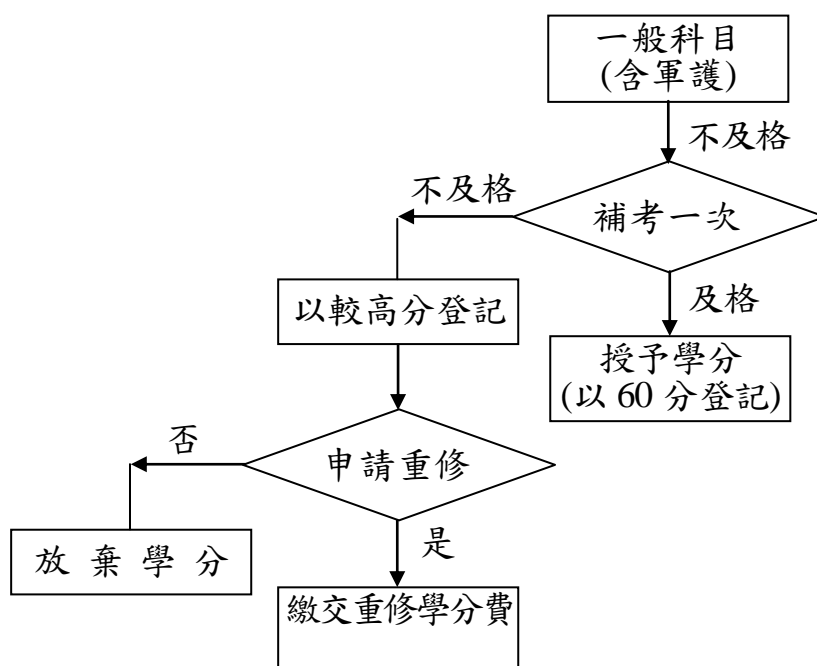 一般科目
(含軍護)
不及格
不及格
補考一次
以較高分登記
及格
授予學分
(以 60 分登記)
否
申請重修
放 棄 學 分
是
繳交重修學分費